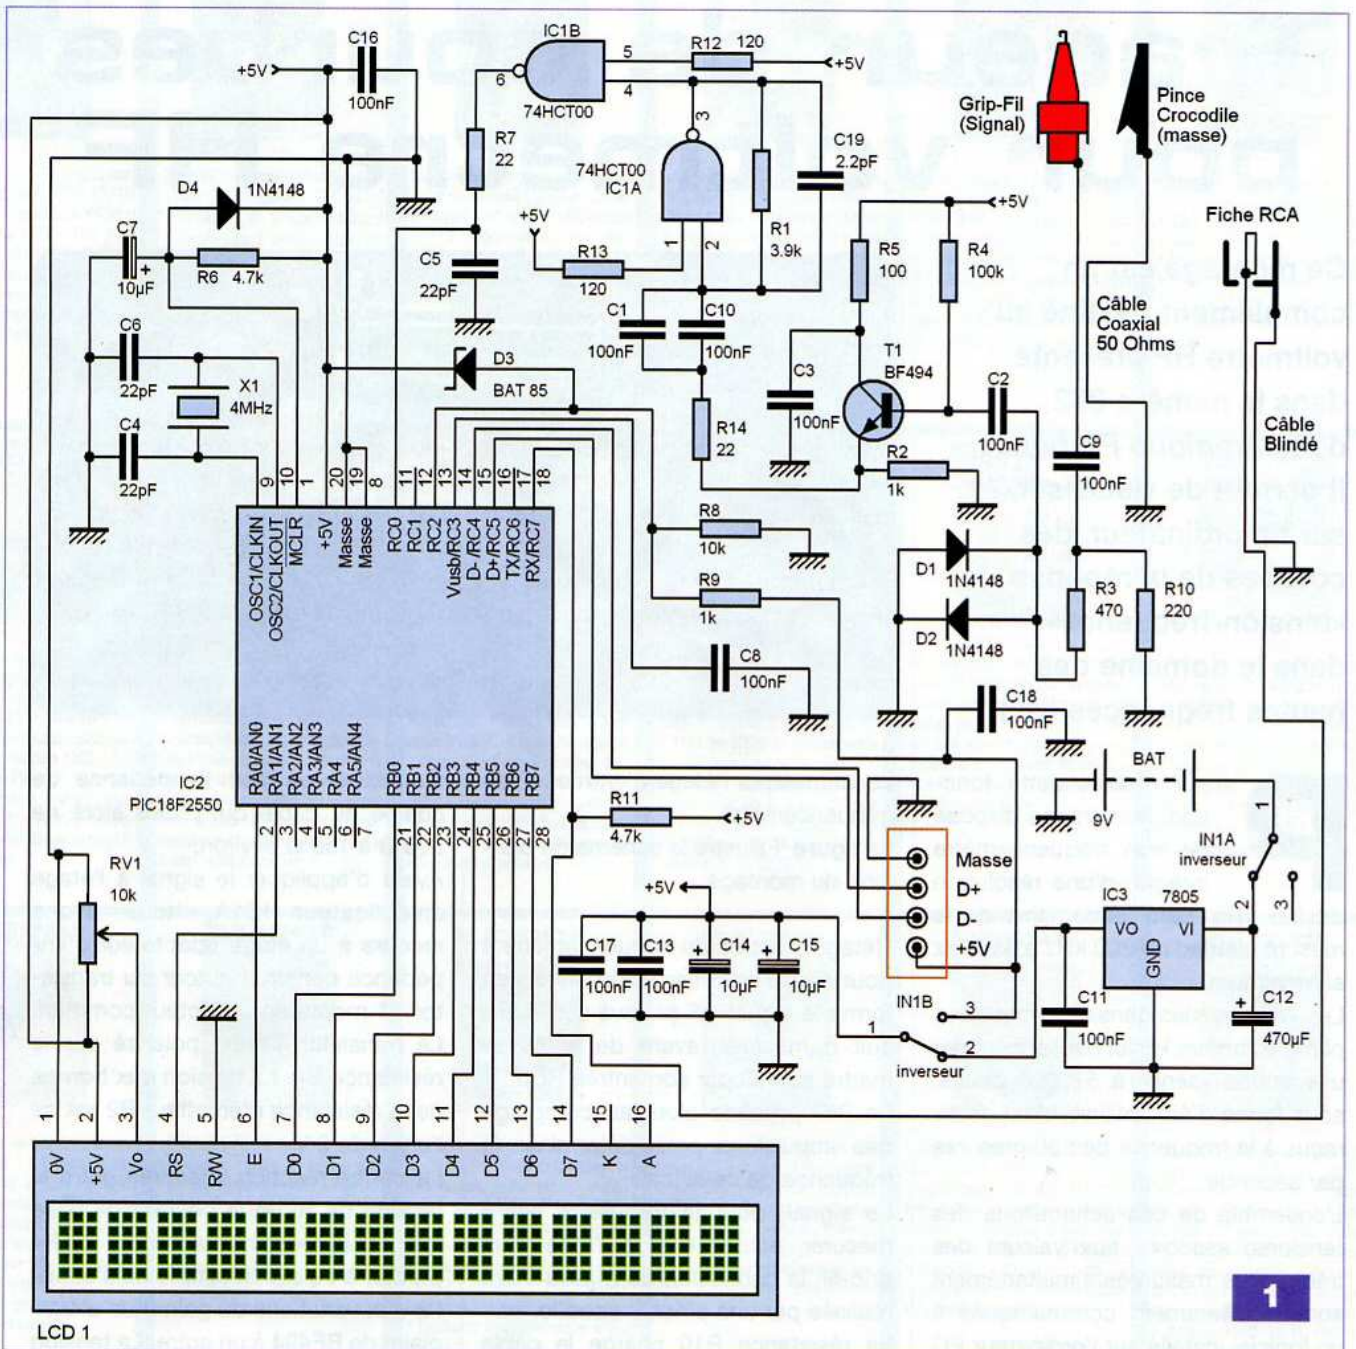 C16
100nF
+5V
IC1B
74HCT00
5
4
6
R12 120
+5V
Grip-Fil
(Signal)
Pince
Crocodile
(masse)
R7
22
3
74HCT00
IC1A
C19
2.2pF
D4
1N4148
+5V
+5V
Fiche RCA
C7
+
10µF
R6 4.7k
C5
22pF
R13
120
1
2
R1
3.9k
R5
100
R4
100k
C1
100nF
C10
100nF
Câble
Coaxial
50 Ohms
C6
22pF
X1
4MHz
D3
BAT 85
C3
100nF
T1
BF494
C2
100nF
C4
22pF
R14
22
C9
100nF
Câble
Blindé
R2
1k
9
10
1
20
19
8
11
12
13
14
15
16
17
18
OSC1/CLKIN
OSC2/CLKOUT
MCLR
+5V
Masse
Masse
RC0
RC1
RC2
Vusb/RC3
D-/RC4
D+/RC5
TX/RC6
RX/RC7
R8
10k
R9
1k
D1
1N4148
D2
1N4148
R3
470
R10
220
C8
100nF
C18
100nF
IC2
PIC18F2550
RA0/AN0
RA1/AN1
RA2/AN2
RA3/AN3
RA4
RA5/AN4
RB0
RB1
RB2
RB3
RB4
RB5
RB6
RB7
2
3
4
5
6
7
21
22
23
24
25
26
27
28
R11
4.7k
+5V
BAT
9V
1
IN1A
inverseur
2
3
Masse
D+
D-
+5V
RV1
10k
+5V
C17
100nF
C13
100nF
+
C14
10µF
+
C15
10µF
IC3 7805
VO VI
GND
IN1B
1
3
2
inverseur
C11
100nF
+
C12
470µF
1
2
3
4
5
6
7
8
9
10
11
12
13
14
15
16
0V
+5V
Vo
RS
R/W
E
D0
D1
D2
D3
D4
D5
D6
D7
K
A
LCD 1
1